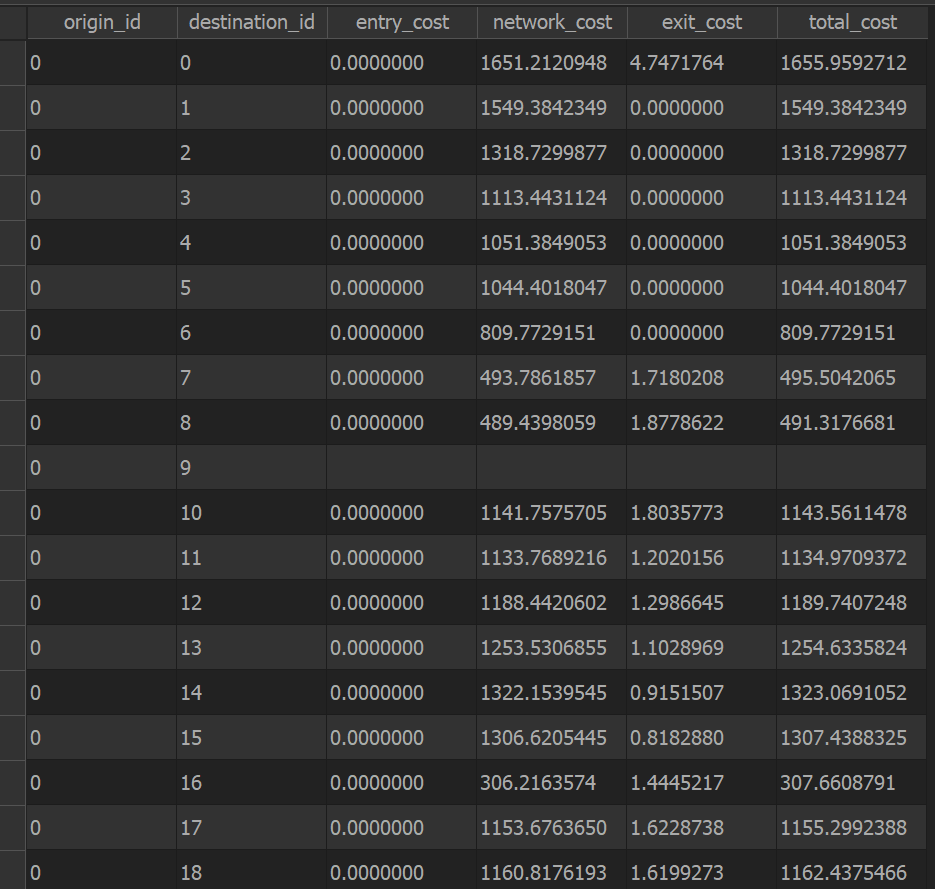 origin_id destination_id entry_cost network_cost exit_cost total_cost
0 0 0.0000000 1651.2120948 4.7471764 1655.9592712
0 1 0.0000000 1549.3842349 0.0000000 1549.3842349
0 2 0.0000000 1318.7299877 0.0000000 1318.7299877
0 3 0.0000000 1113.4431124 0.0000000 1113.4431124
0 4 0.0000000 1051.3849053 0.0000000 1051.3849053
0 5 0.0000000 1044.4018047 0.0000000 1044.4018047
0 6 0.0000000 809.7729151 0.0000000 809.7729151
0 7 0.0000000 493.7861857 1.7180208 495.5042065
0 8 0.0000000 489.4398059 1.8778622 491.3176681
0 9
0 10 0.0000000 1141.7575705 1.8035773 1143.5611478
0 11 0.0000000 1133.7689216 1.2020156 1134.9709372
0 12 0.0000000 1188.4420602 1.2986645 1189.7407248
0 13 0.0000000 1253.5306855 1.1028969 1254.6335824
0 14 0.0000000 1322.1539545 0.9151507 1323.0691052
0 15 0.0000000 1306.6205445 0.8182880 1307.4388325
0 16 0.0000000 306.2163574 1.4445217 307.6608791
0 17 0.0000000 1153.6763650 1.6228738 1155.2992388
0 18 0.0000000 1160.8176193 1.6199273 1162.4375466